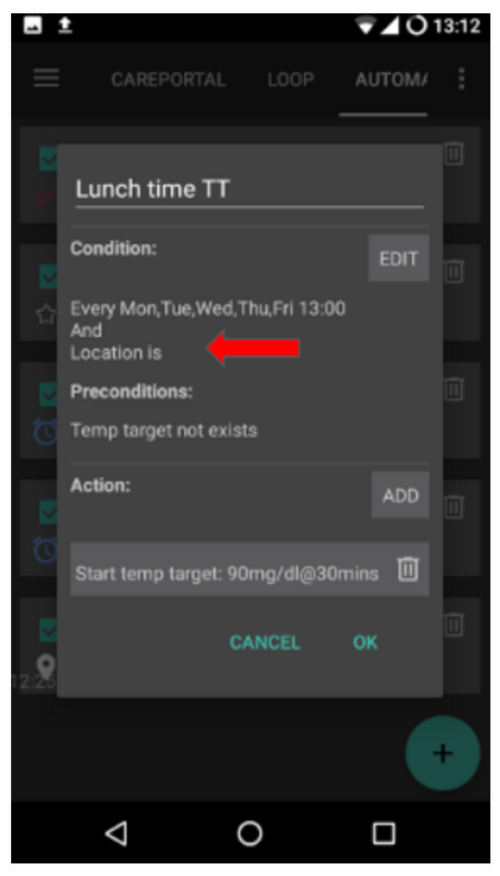 13:12
CAREPORTAL LOOP AUTOMA
Lunch time TT
Condition:
EDIT
Every Mon,Tue,Wed,Thu,Fri 13:00
And
Location is
Preconditions:
Temp target not exists
Action:
ADD
Start temp target: 90mg/dl@30mins
CANCEL OK
12:25
+